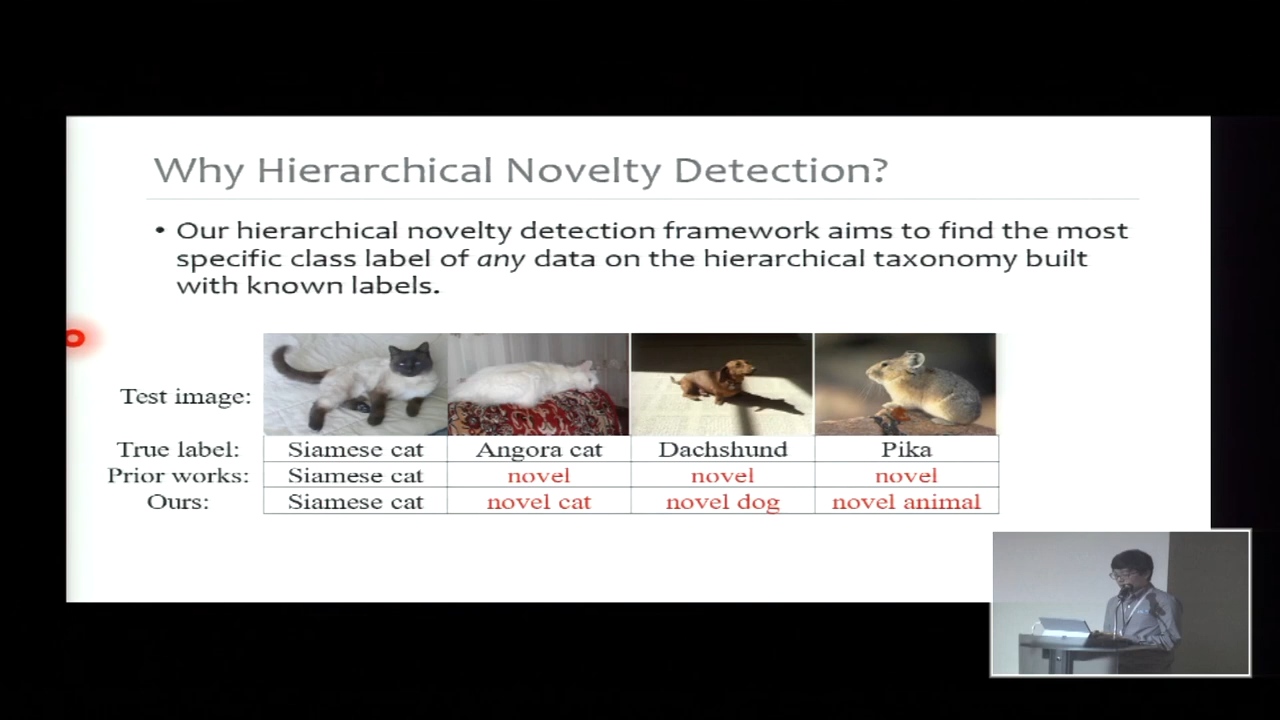 Why Hierarchical Novelty Detection?
• Our hierarchical novelty detection framework aims to find the most
specific class label of any data on the hierarchical taxonomy built
with known labels.
Test image:
True label: Siamese cat Angora cat Dachshund Pika
Prior works: Siamese cat novel novel novel
Ours: Siamese cat novel cat novel dog novel animal